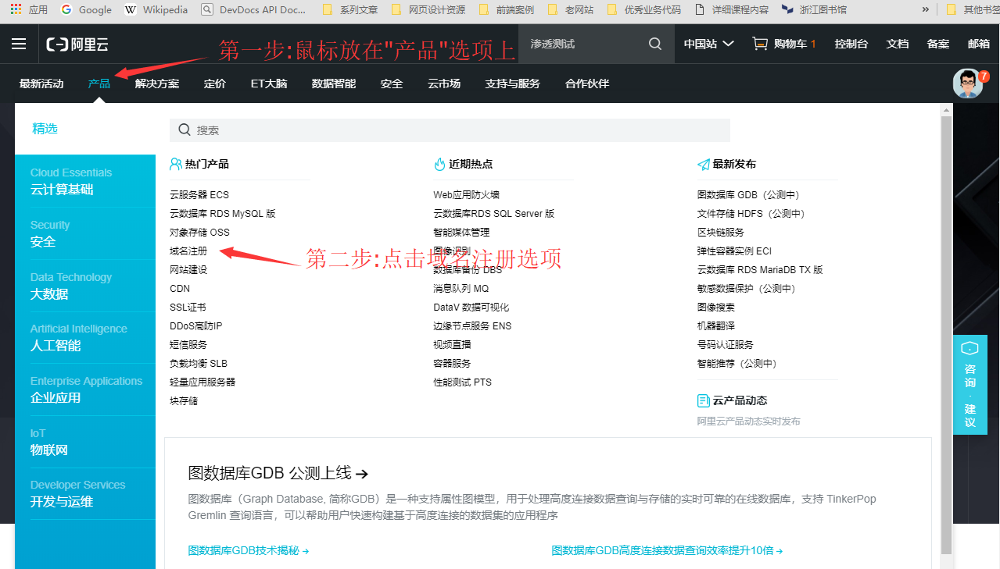 应用 Google Wikipedia DevDocs API Doc... 系列文章 网页设计资源 前端案例 老网站 优秀业务代码 详细课程内容 浙江图书馆 » 其他书签
阿里云 渗透测试 中国站 购物车 1 控制台 文档 备案 邮箱
第一步:鼠标放在"产品"选项上
最新活动 产品 解决方案 定价 ET大脑 数据智能 安全 云市场 支持与服务 合作伙伴 7
精选
搜索
Cloud Essentials
云计算基础
Security
安全
Data Technology
大数据
Artificial Intelligence
人工智能
Enterprise Applications
企业应用
IoT
物联网
Developer Services
开发与运维
热门产品
云服务器 ECS
云数据库 RDS MySQL 版
对象存储 OSS
域名注册
网站建设
CDN
SSL证书
DDoS高防IP
短信服务
负载均衡 SLB
轻量应用服务器
块存储
第二步:点击域名注册选项
近期热点
Web应用防火墙
云数据库RDS SQL Server 版
智能媒体管理
图像识别
数据库备份 DBS
消息队列 MQ
DataV 数据可视化
边缘节点服务 ENS
视频直播
容器服务
性能测试 PTS
最新发布
图数据库 GDB（公测中）
文件存储 HDFS（公测中）
区块链服务
弹性容器实例 ECI
云数据库 RDS MariaDB TX 版
敏感数据保护（公测中）
图像搜索
机器翻译
号码认证服务
智能推荐（公测中）
云产品动态
阿里云产品动态实时发布
咨询·建议
图数据库GDB 公测上线
图数据库（Graph Database, 简称GDB）是一种支持属性图模型，用于处理高度连接数据查询与存储的实时可靠的在线数据库，支持 TinkerPop
Gremlin 查询语言，可以帮助用户快速构建基于高度连接的数据集的应用程序
图数据库GDB技术揭秘 图数据库GDB高度连接数据查询效率提升10倍